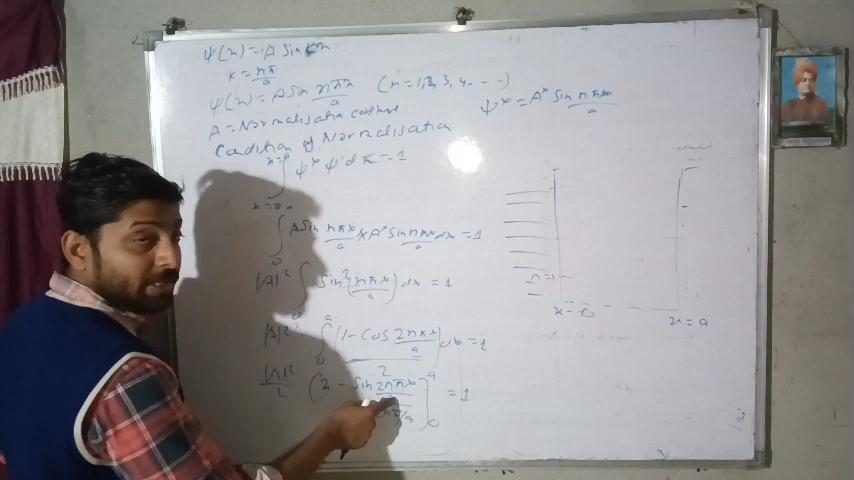 ψ(x) = A Sin kx
K = nπ/a
ψ(x) = A Sin nπx/a (n = 1, 2, 3, 4 - - -)
ψ* = A* Sin nπx/a
A = Normalisation constant
Condition of Normalisation
∫ x=0 x=a ψ* ψ dx = 1
∫ 0 a A Sin nπx/a × A* Sin nπx/a dx = 1
|A|² ∫ 0 Sin² (nπx/a) dx = 1
|A|² ∫ 0 a (1 - Cos 2nπx/a)/2 dx = 1
|A|²/2 (x - Sin 2nπx/a / 2nπ/a ] 0 a = 1
n=1
x = 0
x = a